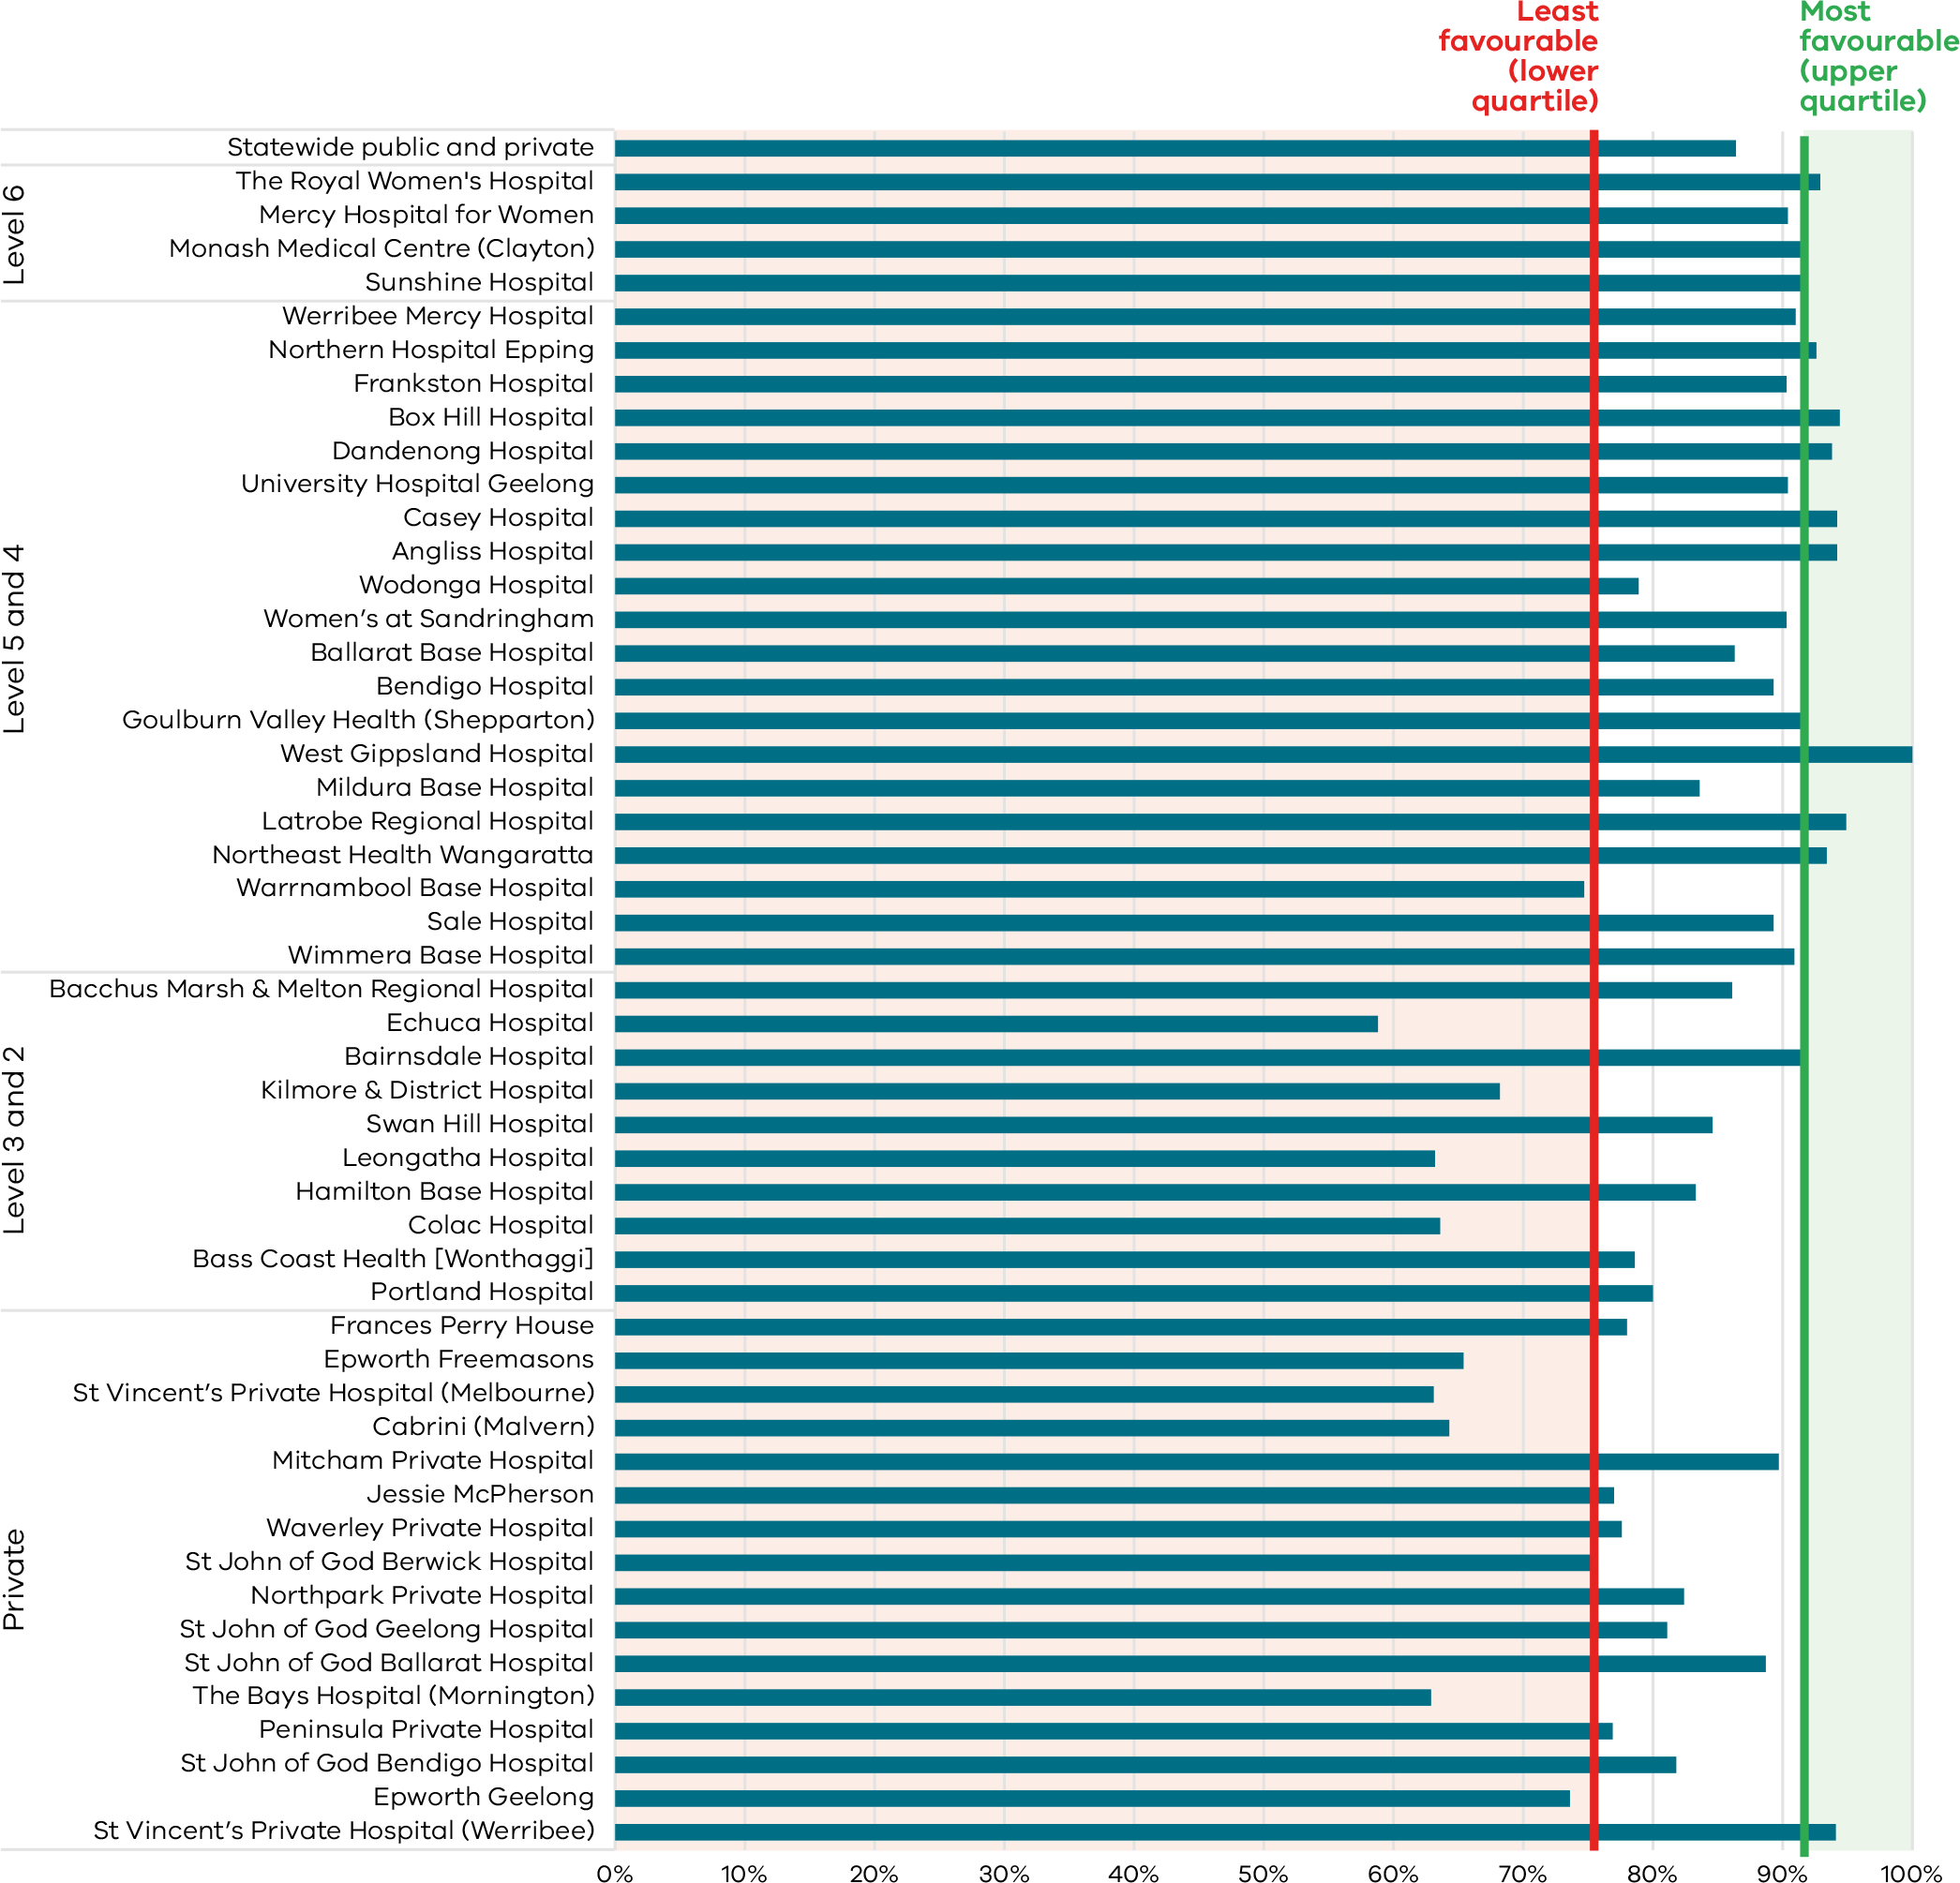 Least
favourable
(lower
quartile)
Most
favourable
(upper
quartile)
Statewide public and private
Level 6
The Royal Women's Hospital
Mercy Hospital for Women
Monash Medical Centre (Clayton)
Sunshine Hospital
Level 5 and 4
Werribee Mercy Hospital
Northern Hospital Epping
Frankston Hospital
Box Hill Hospital
Dandenong Hospital
University Hospital Geelong
Casey Hospital
Angliss Hospital
Wodonga Hospital
Women’s at Sandringham
Ballarat Base Hospital
Bendigo Hospital
Goulburn Valley Health (Shepparton)
West Gippsland Hospital
Mildura Base Hospital
Latrobe Regional Hospital
Northeast Health Wangaratta
Warrnambool Base Hospital
Sale Hospital
Wimmera Base Hospital
Level 3 and 2
Bacchus Marsh & Melton Regional Hospital
Echuca Hospital
Bairnsdale Hospital
Kilmore & District Hospital
Swan Hill Hospital
Leongatha Hospital
Hamilton Base Hospital
Colac Hospital
Bass Coast Health [Wonthaggi]
Portland Hospital
Private
Frances Perry House
Epworth Freemasons
St Vincent’s Private Hospital (Melbourne)
Cabrini (Malvern)
Mitcham Private Hospital
Jessie McPherson
Waverley Private Hospital
St John of God Berwick Hospital
Northpark Private Hospital
St John of God Geelong Hospital
St John of God Ballarat Hospital
The Bays Hospital (Mornington)
Peninsula Private Hospital
St John of God Bendigo Hospital
Epworth Geelong
St Vincent’s Private Hospital (Werribee)
0% 10% 20% 30% 40% 50% 60% 70% 80% 90% 100%